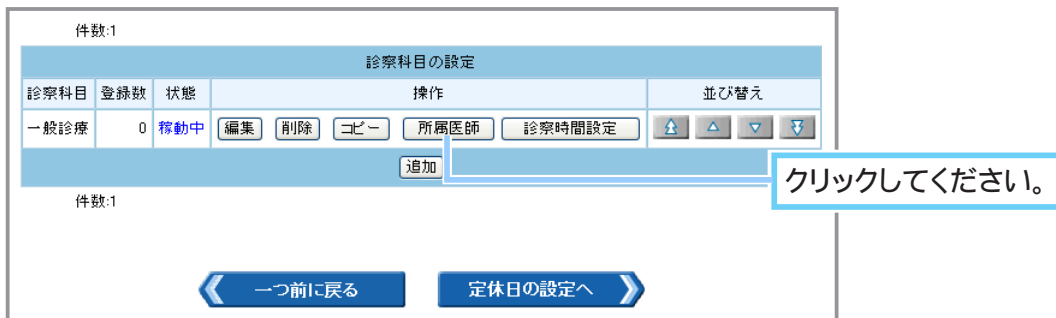 件数:1
診察科目の設定
診察科目 登録数 状態 操作 並び替え
一般診療 0 稼動中 編集 削除 コピー 所属医師 診察時間設定
追加
クリックしてください。
件数:1
一つ前に戻る 定休日の設定へ